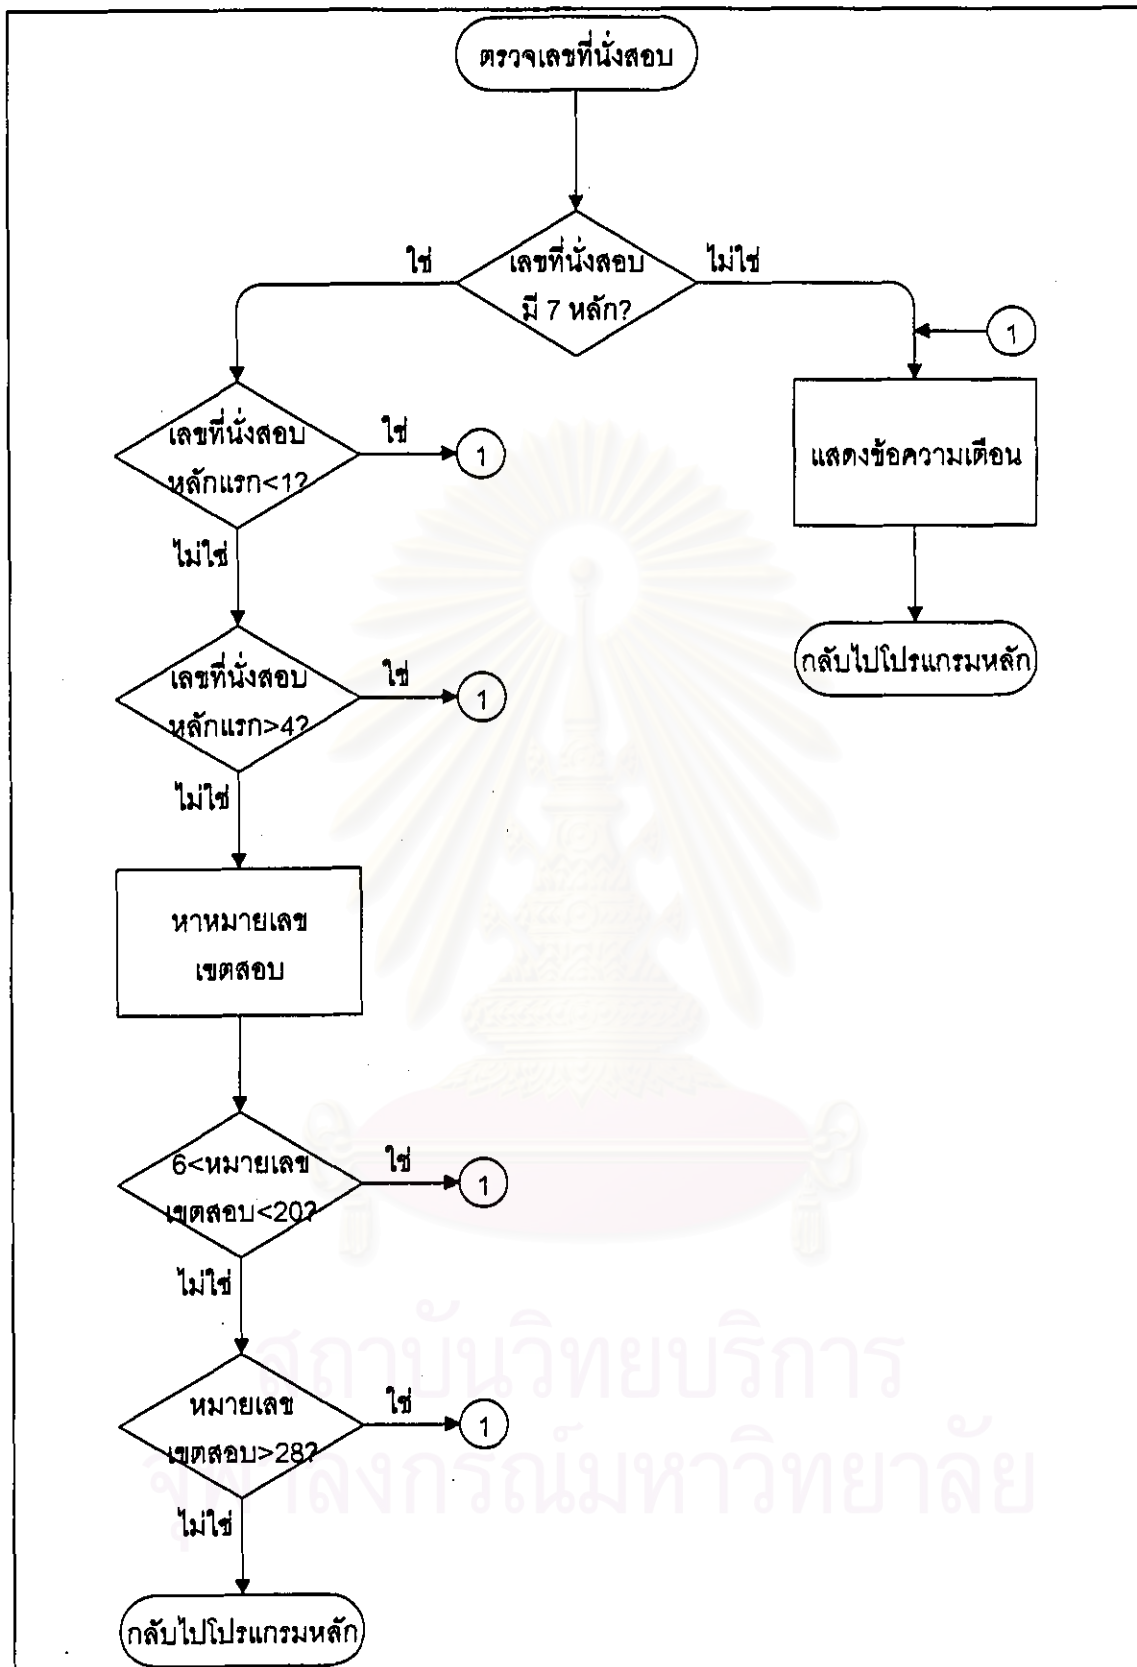 ตรวจเลขที่นั่งสอบ
เลขที่นั่งสอบ
มี 7 หลัก?
ใช่
ไม่ใช่
1
แสดงข้อความเตือน
กลับไปโปรแกรมหลัก
เลขที่นั่งสอบ
หลักแรก<1?
ใช่
1
ไม่ใช่
เลขที่นั่งสอบ
หลักแรก>4?
ใช่
1
ไม่ใช่
หาหมายเลข
เขตสอบ
6<หมายเลข
เขตสอบ<20?
ใช่
1
ไม่ใช่
หมายเลข
เขตสอบ>28?
ใช่
1
ไม่ใช่
กลับไปโปรแกรมหลัก
สถาบันวิทยบริการ
จุฬาลงกรณ์มหาวิทยาลัย